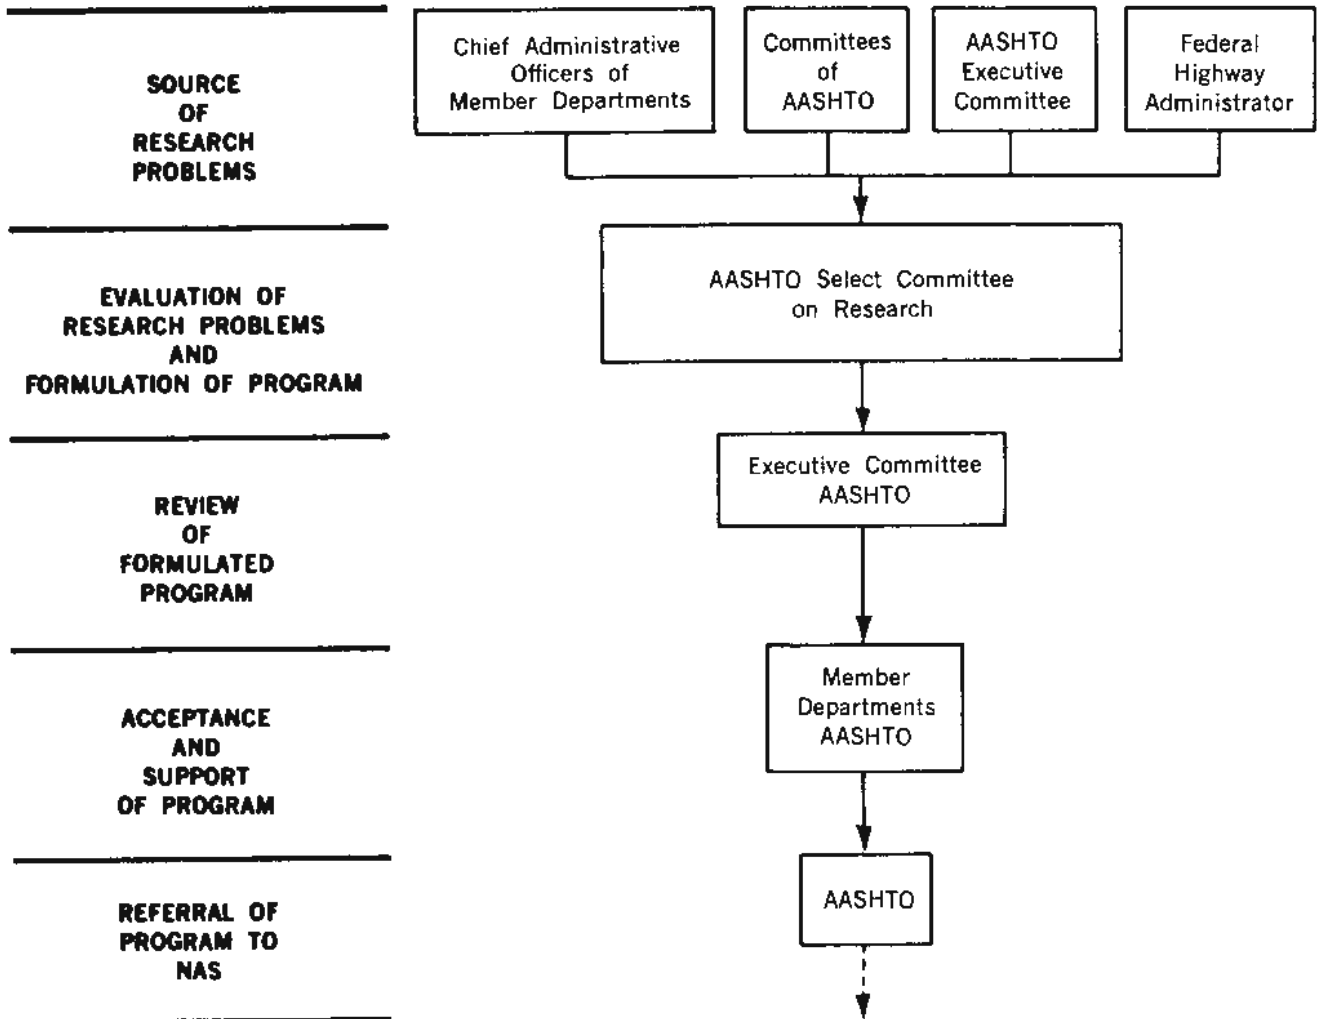 SOURCE
OF
RESEARCH
PROBLEMS
Chief Administrative
Officers of
Member Departments
Committees
of
AASHTO
AASHTO
Executive
Committee
Federal
Highway
Administrator
EVALUATION OF
RESEARCH PROBLEMS
AND
FORMULATION OF PROGRAM
AASHTO Select Committee
on Research
REVIEW
OF
FORMULATED
PROGRAM
Executive Committee
AASHTO
ACCEPTANCE
AND
SUPPORT
OF PROGRAM
Member
Departments
AASHTO
REFERRAL OF
PROGRAM TO
NAS
AASHTO